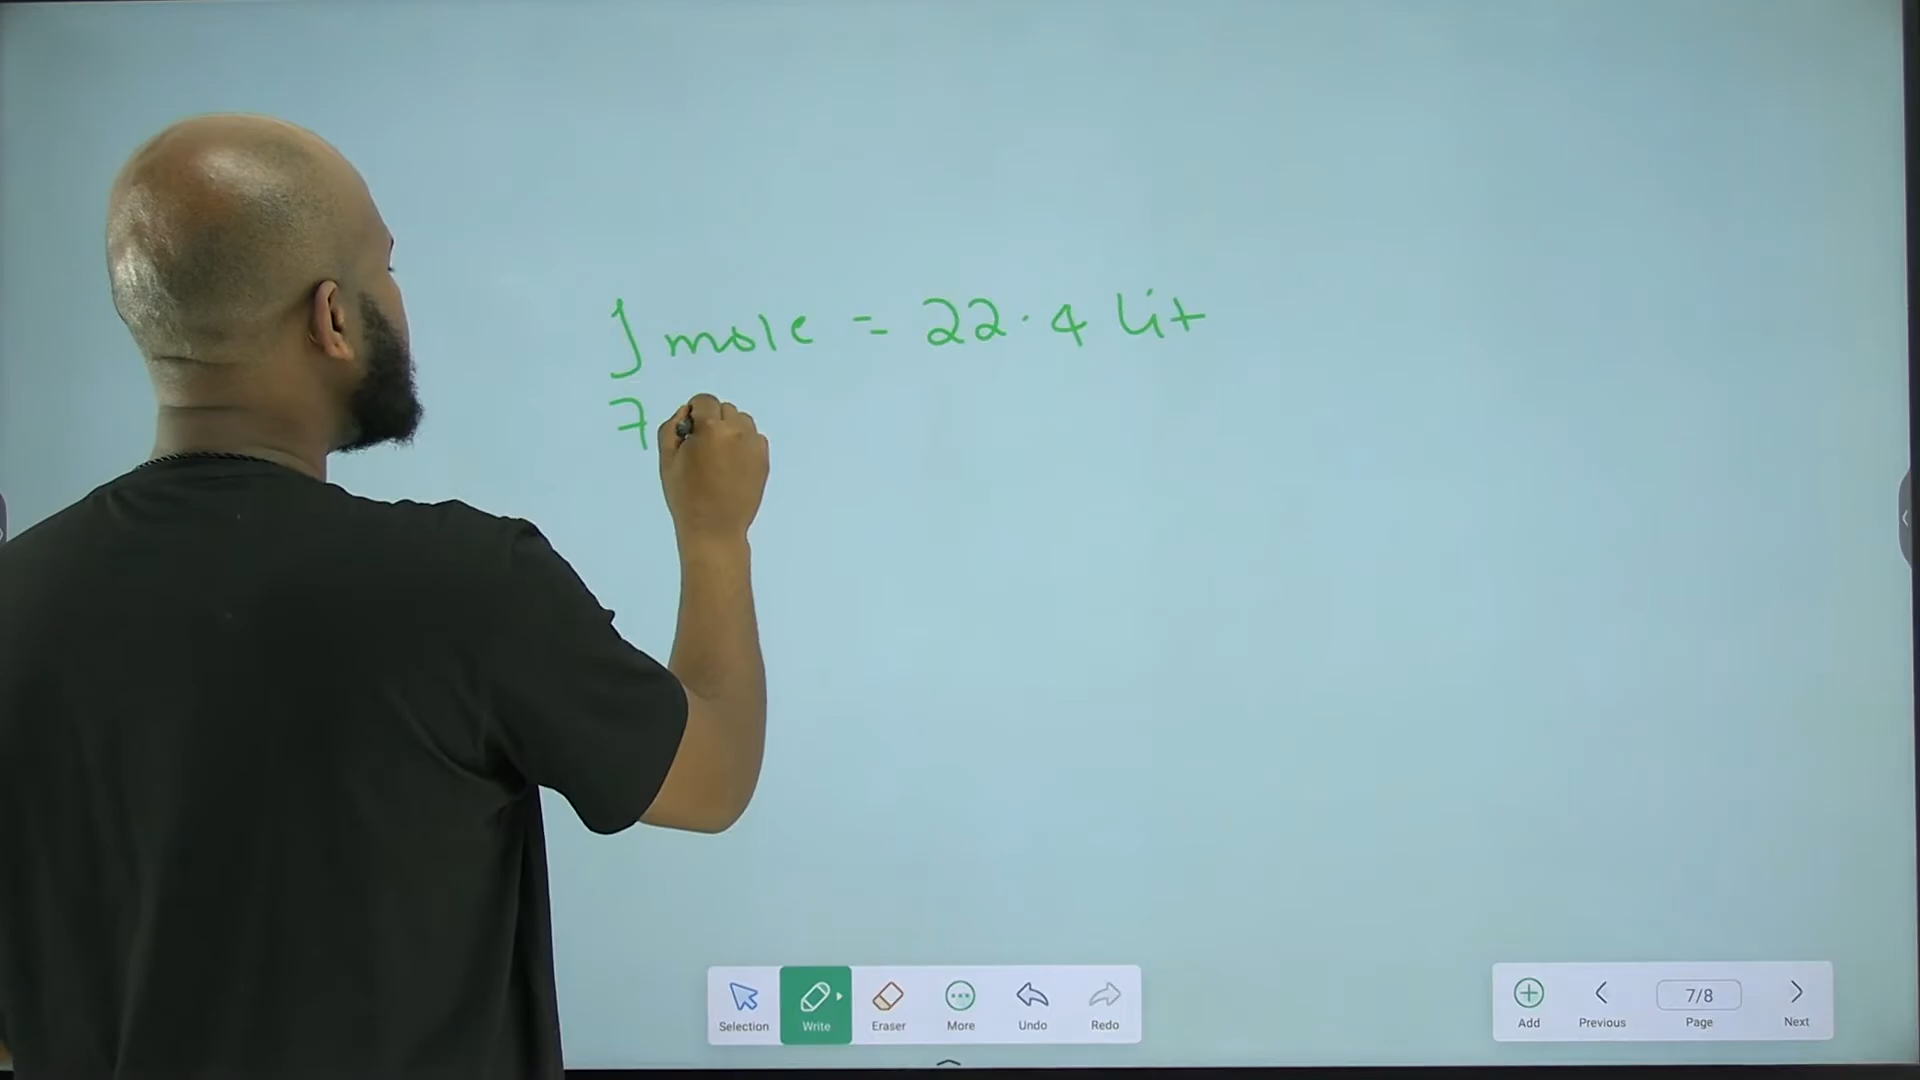 1 mole = 22.4 lit
7
Selection
Write
Eraser
More
Undo
Redo
Add
Previous
7/8
Page
Next